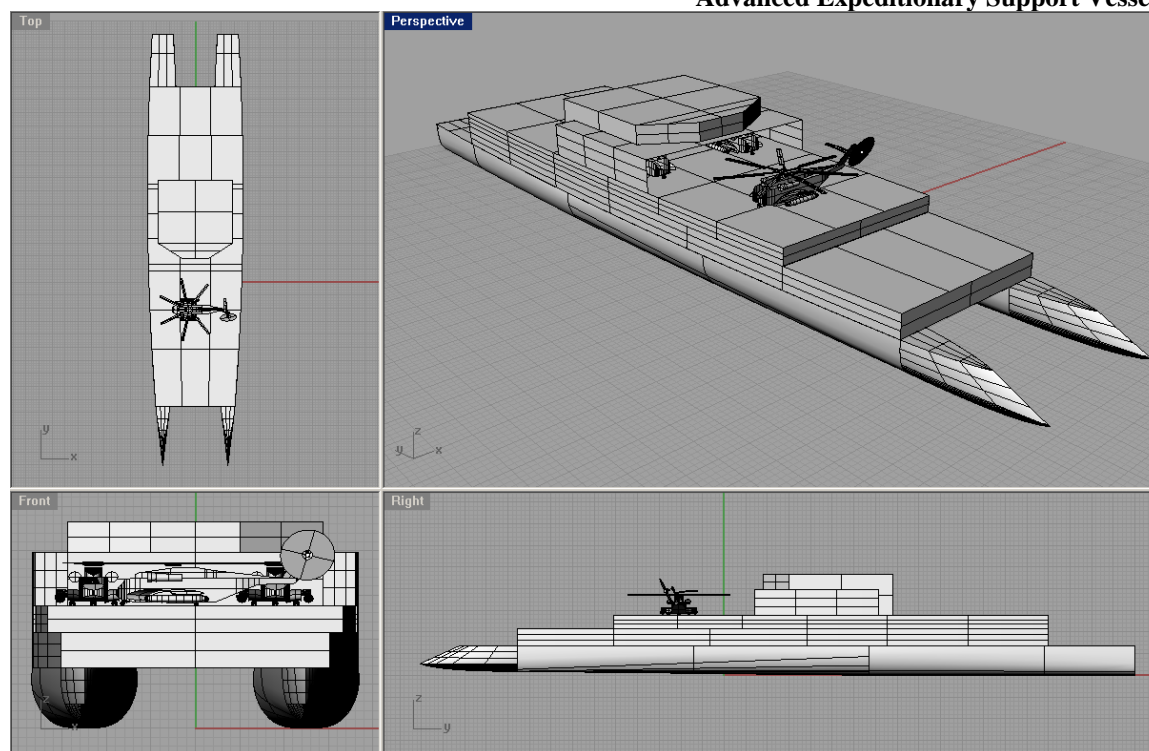 Advanced Expeditionary Support Vesse
Top
Perspective
y
x
z
y
x
Front
Right
z
x
z
y